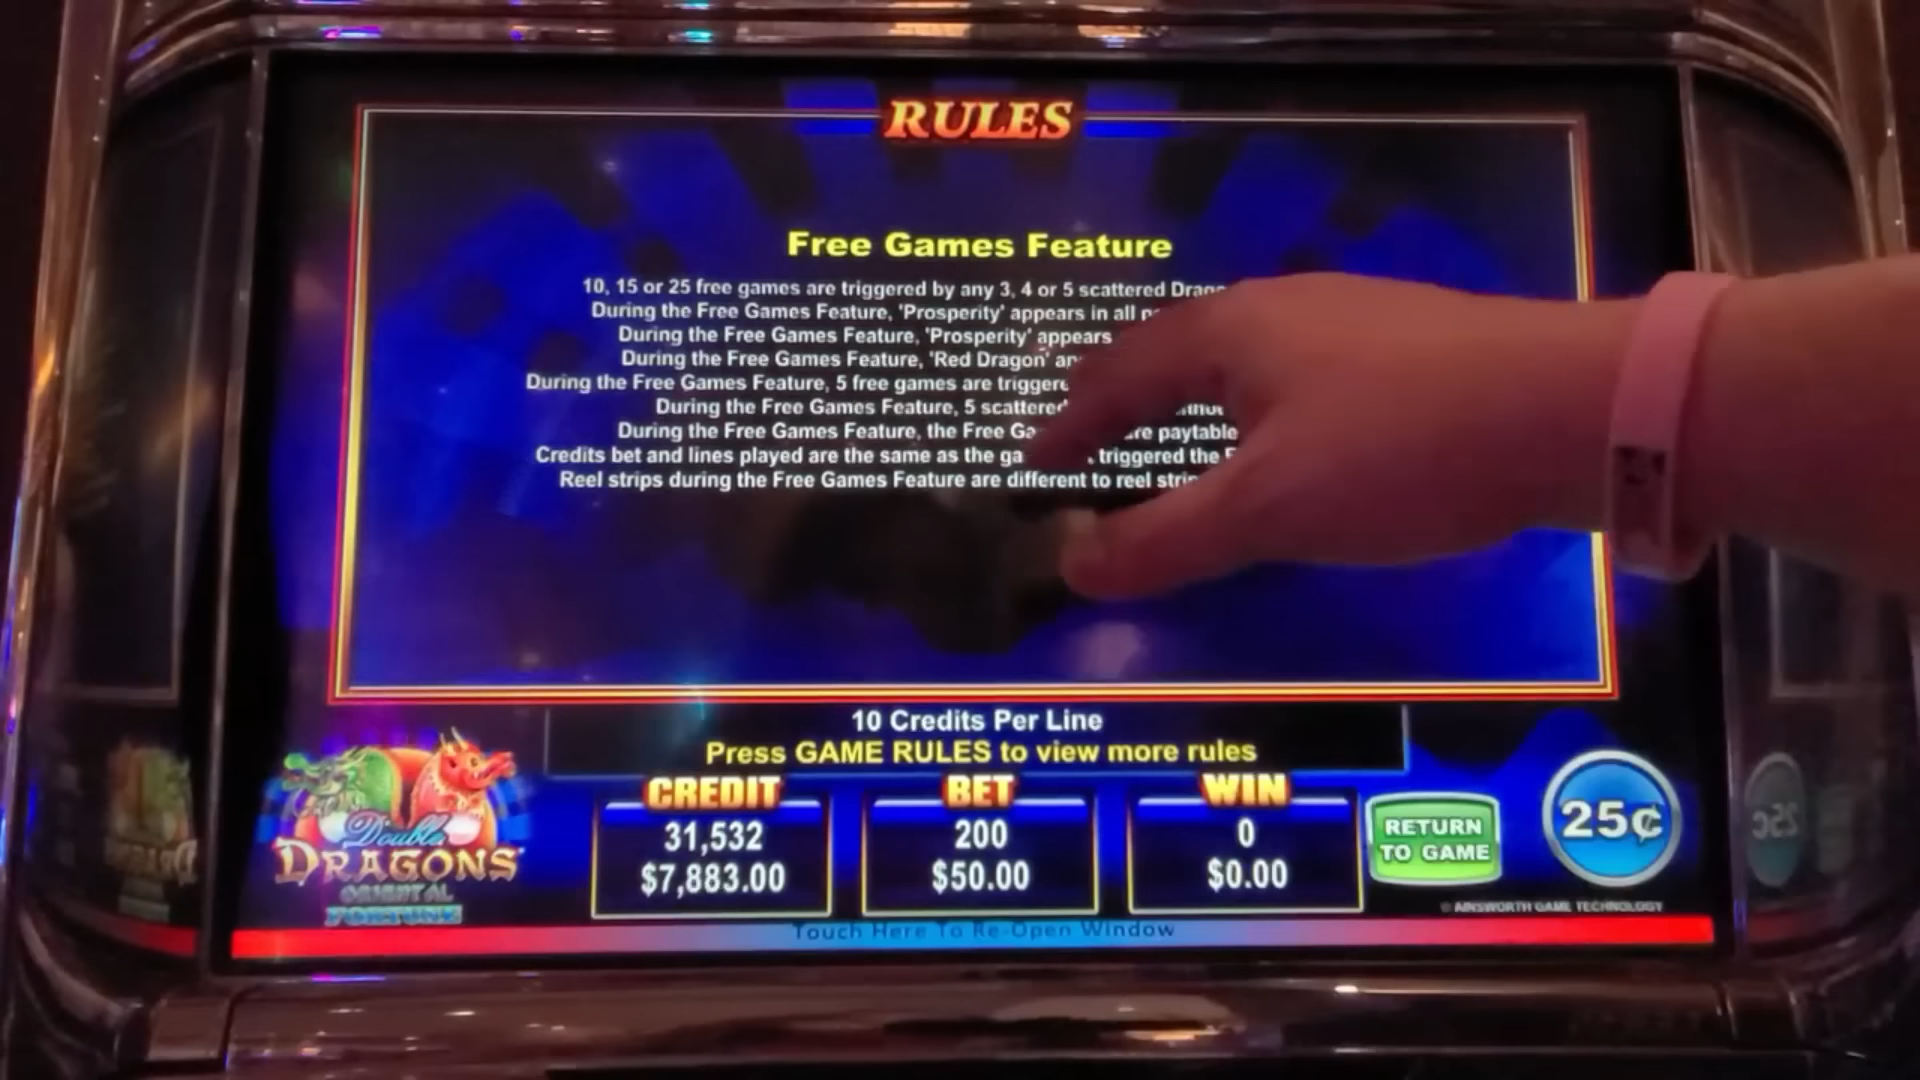 RULES
Free Games Feature
10, 15 or 25 free games are triggered by any 3, 4 or 5 scattered
During the Free Games Feature, 'Prosperity' appears in all
During the Free Games Feature, 'Prosperity' appears
During the Free Games Feature, 'Red Dragon'
During the Free Games Feature, 5 free games are
During the Free Games Feature, 5 scattered
During the Free Games Feature, the Free paytable
Credits bet and lines played are the same as the triggered the
Reel strips during the Free Games Feature are different to reel
10 Credits Per Line
Press GAME RULES to view more rules
CREDIT BET WIN
31,532 200 0
$7,883.00 $50.00 $0.00
RETURN
TO GAME
25¢
Double
DRAGONS
ORIENTAL
FORTUNE
© AINSWORTH GAME TECHNOLOGY
Touch Here To Re-Open Window